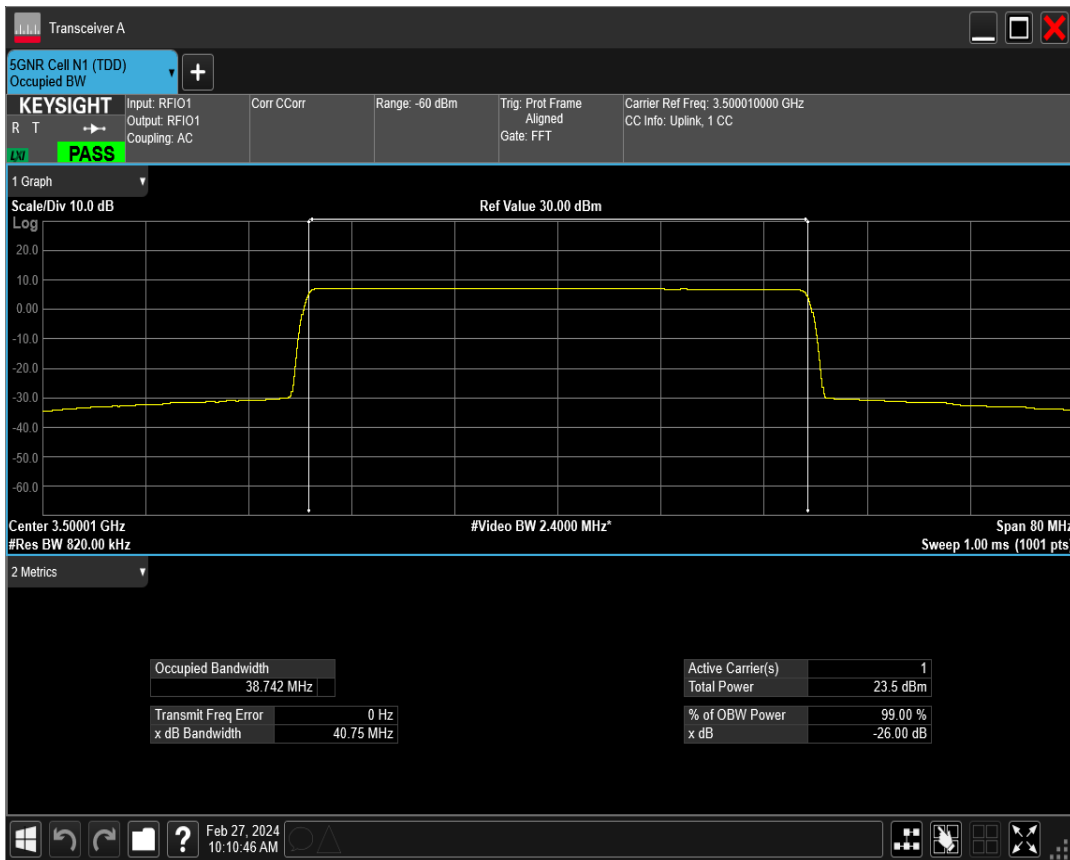 Transceiver A
5GNR Cell N1 (TDD)
Occupied BW
KEYSIGHT
R T
LXI
PASS
Input: RFIO1
Output: RFIO1
Coupling: AC
Corr CCorr
Range: -60 dBm
Trig: Prot Frame
Aligned
Gate: FFT
Carrier Ref Freq: 3.500010000 GHz
CC Info: Uplink, 1 CC
1 Graph
Scale/Div 10.0 dB
Ref Value 30.00 dBm
Log
20.0
10.0
0.00
-10.0
-20.0
-30.0
-40.0
-50.0
-60.0
Center 3.50001 GHz
#Video BW 2.4000 MHz*
Span 80 MHz
#Res BW 820.00 kHz
Sweep 1.00 ms (1001 pts)
2 Metrics
Occupied Bandwidth
38.742 MHz
Transmit Freq Error 0 Hz
x dB Bandwidth 40.75 MHz
Active Carrier(s) 1
Total Power 23.5 dBm
% of OBW Power 99.00 %
x dB -26.00 dB
?
Feb 27, 2024
10:10:46 AM